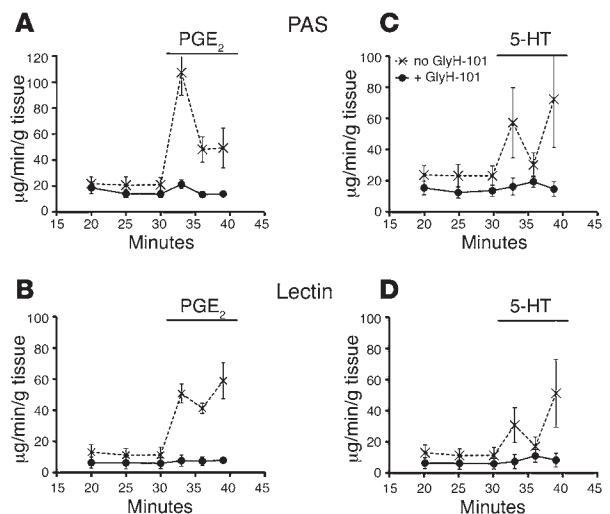 A
PAS
C
PGE2
5-HT
no GlyH-101
+ GlyH-101
µg/min/g tissue
120
100
80
60
40
20
0
15 20 25 30 35 40 45
Minutes
µg/min/g tissue
100
80
60
40
20
0
15 20 25 30 35 40 45
Minutes
B
Lectin
D
PGE2
5-HT
µg/min/g tissue
100
80
60
40
20
0
15 20 25 30 35 40 45
Minutes
µg/min/g tissue
100
80
60
40
20
0
15 20 25 30 35 40 45
Minutes